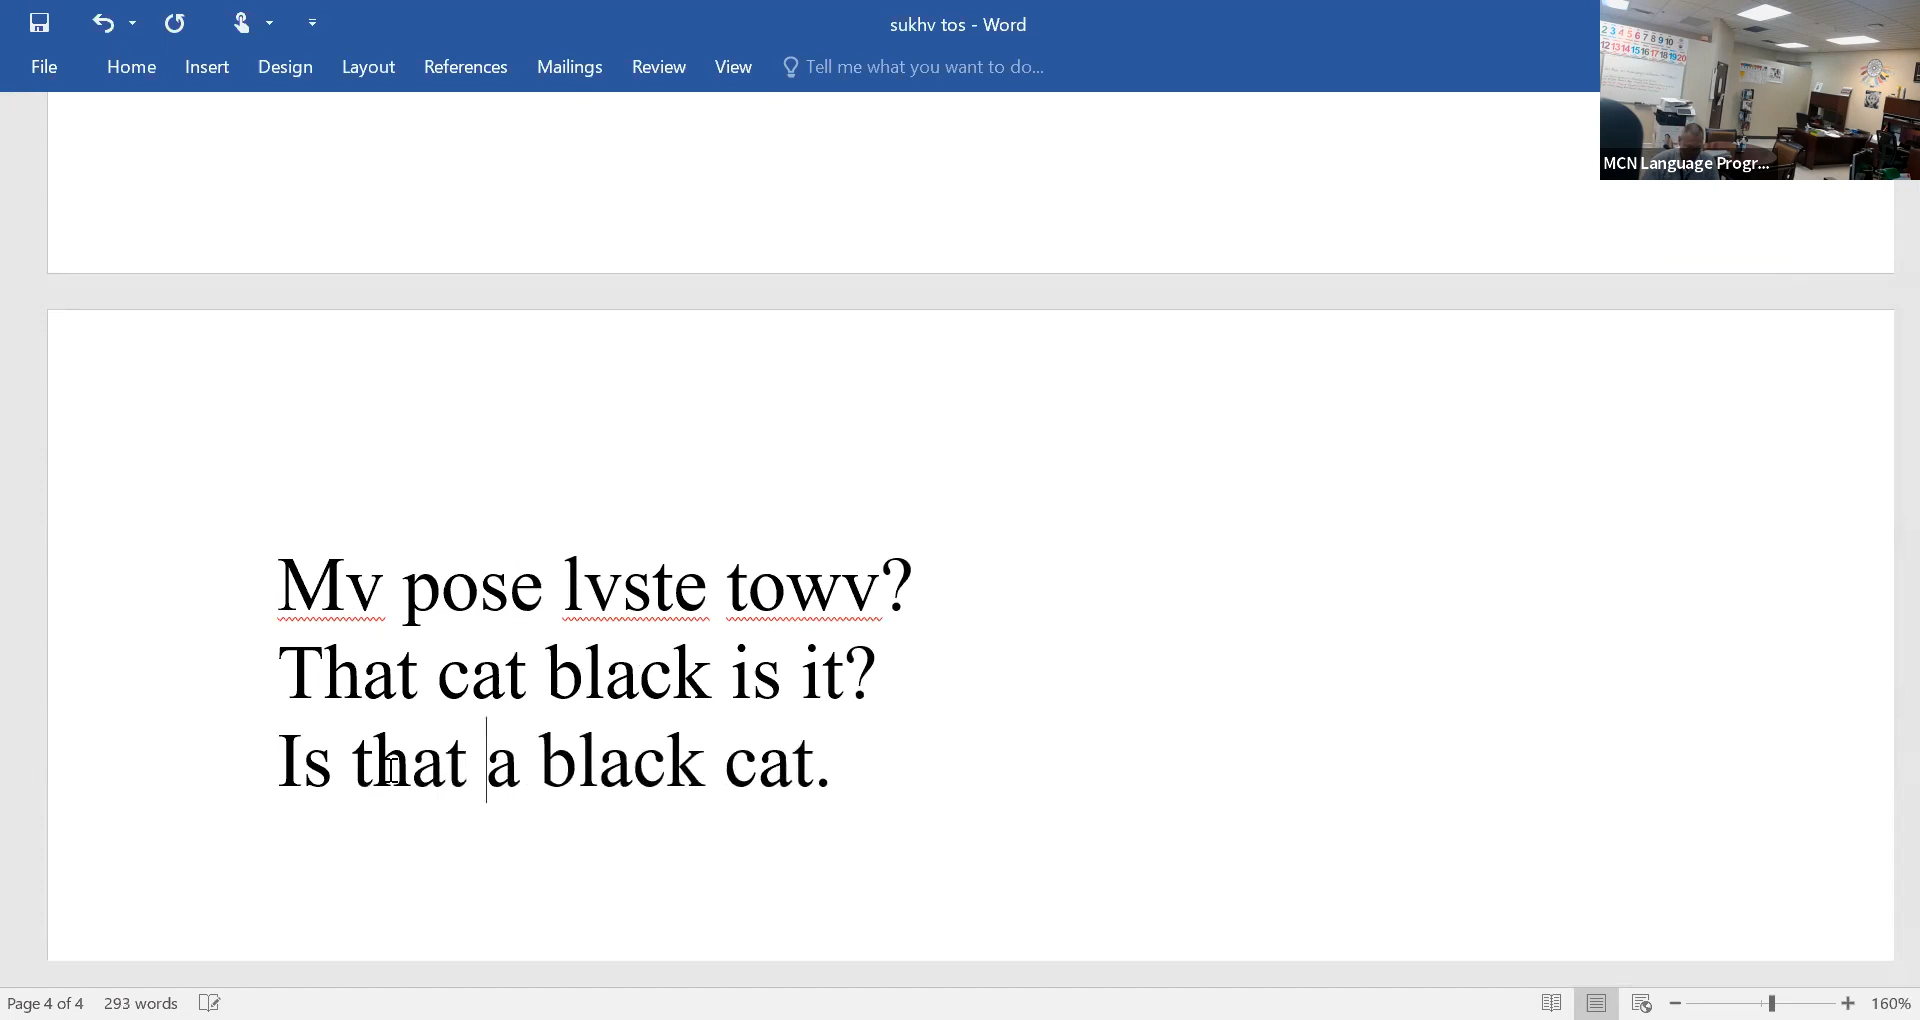 sukhv tos - Word
File Home Insert Design Layout References Mailings Review View Tell me what you want to do...
MCN Language Progr...
Mv pose lvste towv?
That cat black is it?
Is that a black cat.
Page 4 of 4 293 words 160%